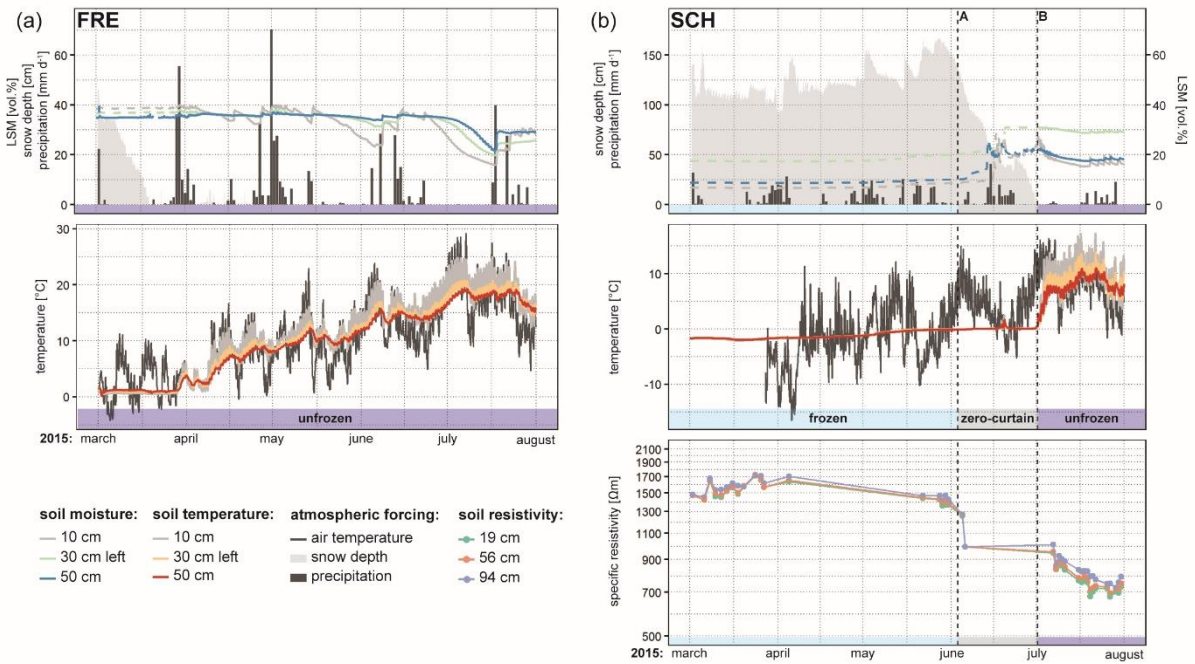 (a) FRE
LSM [vol.%]
snow depth [cm]
precipitation [mm d⁻¹]
60
40
20
0
temperature [°C]
30
20
10
0
unfrozen
2015: march april may june july august
(b) SCH
A B
snow depth [cm]
precipitation [mm d⁻¹]
150
100
50
0
60
40
20
0
LSM [vol.%]
temperature [°C]
10
0
-10
frozen zero-curtain unfrozen
specific resistivity [Ωm]
2100
1900
1700
1500
1300
1100
900
700
500
2015: march april may june july august
soil moisture:
10 cm
30 cm left
50 cm
soil temperature:
10 cm
30 cm left
50 cm
atmospheric forcing:
air temperature
snow depth
precipitation
soil resistivity:
19 cm
56 cm
94 cm